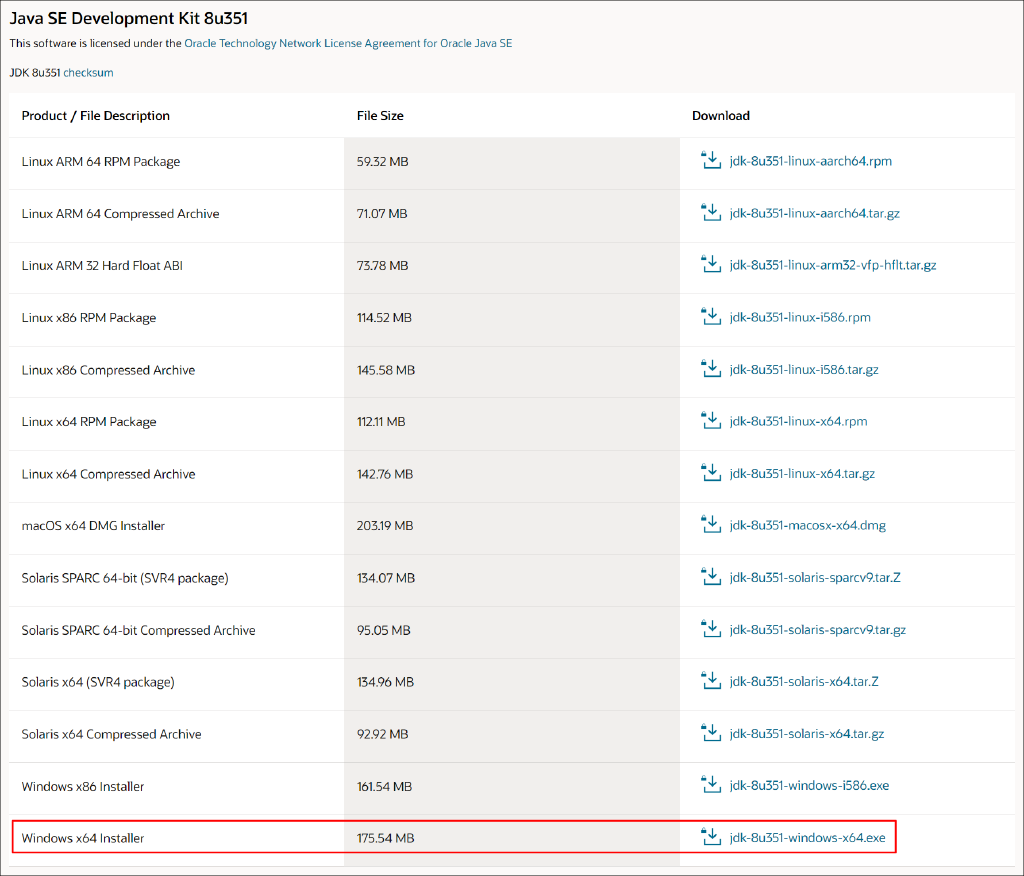 Java SE Development Kit 8u351
This software is licensed under the Oracle Technology Network License Agreement for Oracle Java SE
JDK 8u351 checksum
Product / File Description File Size Download
Linux ARM 64 RPM Package 59.32 MB jdk-8u351-linux-aarch64.rpm
Linux ARM 64 Compressed Archive 71.07 MB jdk-8u351-linux-aarch64.tar.gz
Linux ARM 32 Hard Float ABI 73.78 MB jdk-8u351-linux-arm32-vfp-hflt.tar.gz
Linux x86 RPM Package 114.52 MB jdk-8u351-linux-i586.rpm
Linux x86 Compressed Archive 145.58 MB jdk-8u351-linux-i586.tar.gz
Linux x64 RPM Package 112.11 MB jdk-8u351-linux-x64.rpm
Linux x64 Compressed Archive 142.76 MB jdk-8u351-linux-x64.tar.gz
macOS x64 DMG Installer 203.19 MB jdk-8u351-macosx-x64.dmg
Solaris SPARC 64-bit (SVR4 package) 134.07 MB jdk-8u351-solaris-sparcv9.tar.Z
Solaris SPARC 64-bit Compressed Archive 95.05 MB jdk-8u351-solaris-sparcv9.tar.gz
Solaris x64 (SVR4 package) 134.96 MB jdk-8u351-solaris-x64.tar.Z
Solaris x64 Compressed Archive 92.92 MB jdk-8u351-solaris-x64.tar.gz
Windows x86 Installer 161.54 MB jdk-8u351-windows-i586.exe
Windows x64 Installer 175.54 MB jdk-8u351-windows-x64.exe